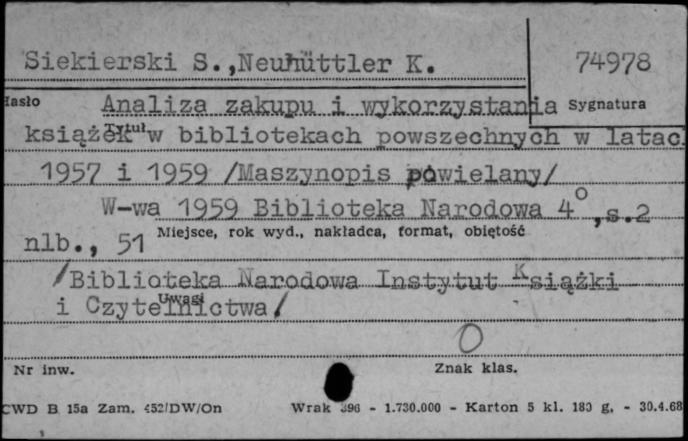 Siekierski S.,Neuhüttler K. 74978
Hasło Analiza zakupu i wykorzystania Sygnatura
książek Tytuł w bibliotekach powszechnych w latac
1957 i 1959 /Maszynopis powielany/
W-wa 1959 Biblioteka Narodowa 4°,s.2
nlb., 51 Miejsce, rok wyd., nakładca, format, objętość
/Biblioteka Narodowa Instytut Książki
i Czytelnictwa/ Uwagi
0
Nr inw. Znak klas.
CWD B 15a Zam. 452/DW/On Wrak 396 - 1.730.000 - Karton 5 kl. 180 g, - 30.4.68